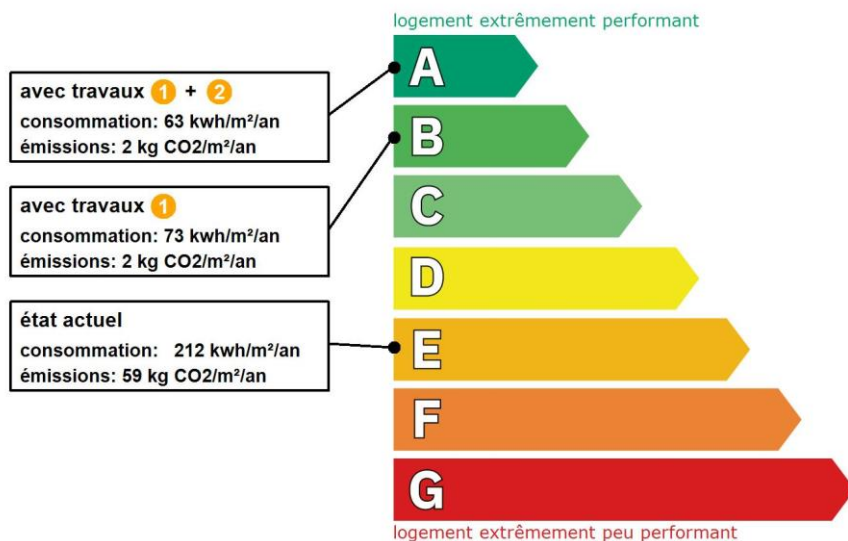 logement extrêmement performant
avec travaux 1 + 2
consommation: 63 kwh/m²/an
émissions: 2 kg CO2/m²/an
avec travaux 1
consommation: 73 kwh/m²/an
émissions: 2 kg CO2/m²/an
état actuel
consommation: 212 kwh/m²/an
émissions: 59 kg CO2/m²/an
A
B
C
D
E
F
G
logement extrêmement peu performant